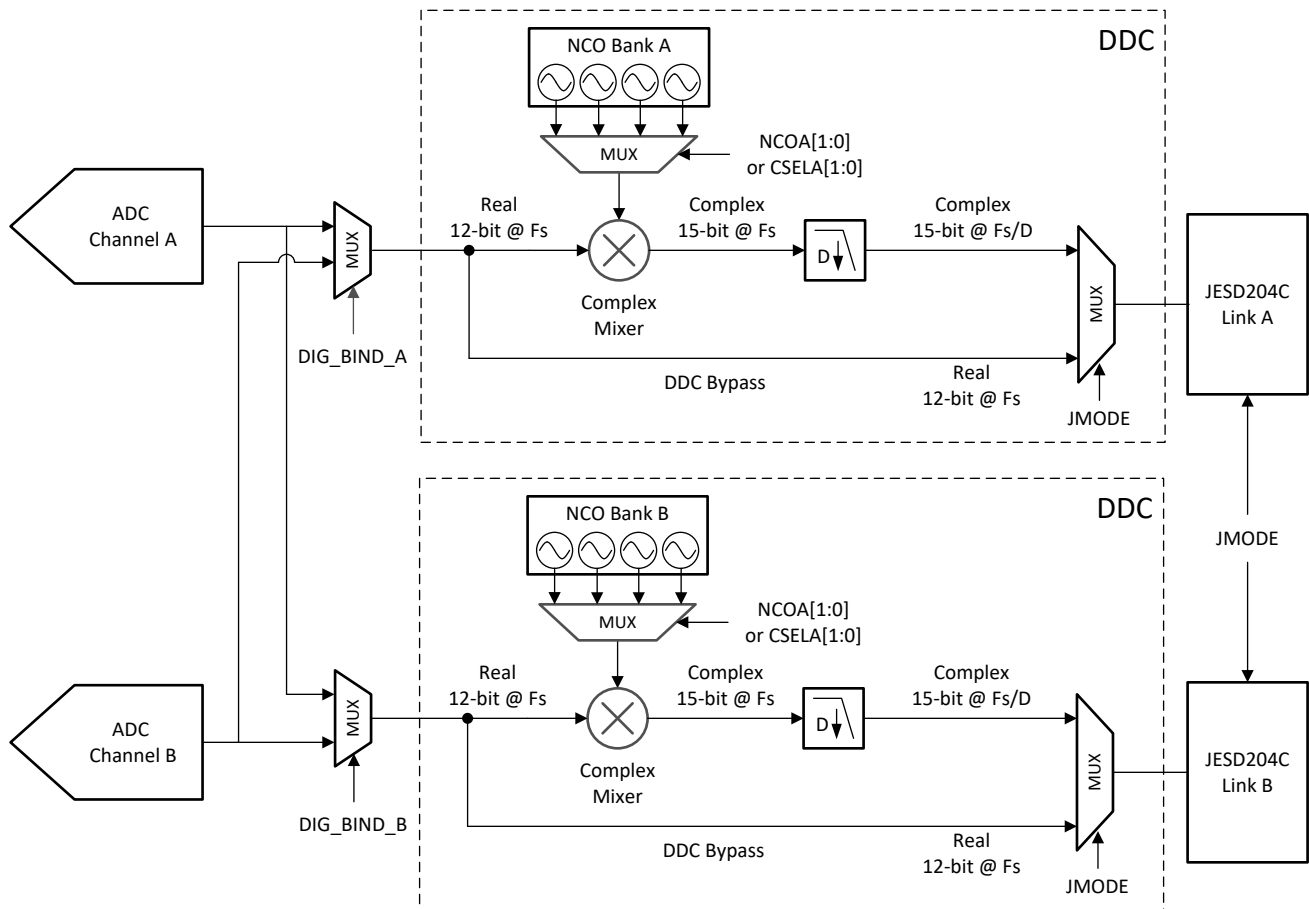 DDC
NCO Bank A
MUX
NCOA[1:0]
or CSELA[1:0]
ADC
Channel A
MUX
Real
12-bit @ Fs
Complex
15-bit @ Fs
Complex
15-bit @ Fs/D
D
Complex
Mixer
MUX
JESD204C
Link A
DIG_BIND_A
DDC Bypass
Real
12-bit @ Fs
JMODE
DDC
NCO Bank B
JMODE
MUX
NCOA[1:0]
or CSELA[1:0]
ADC
Channel B
MUX
Real
12-bit @ Fs
Complex
15-bit @ Fs
Complex
15-bit @ Fs/D
D
Complex
Mixer
MUX
JESD204C
Link B
DIG_BIND_B
DDC Bypass
Real
12-bit @ Fs
JMODE